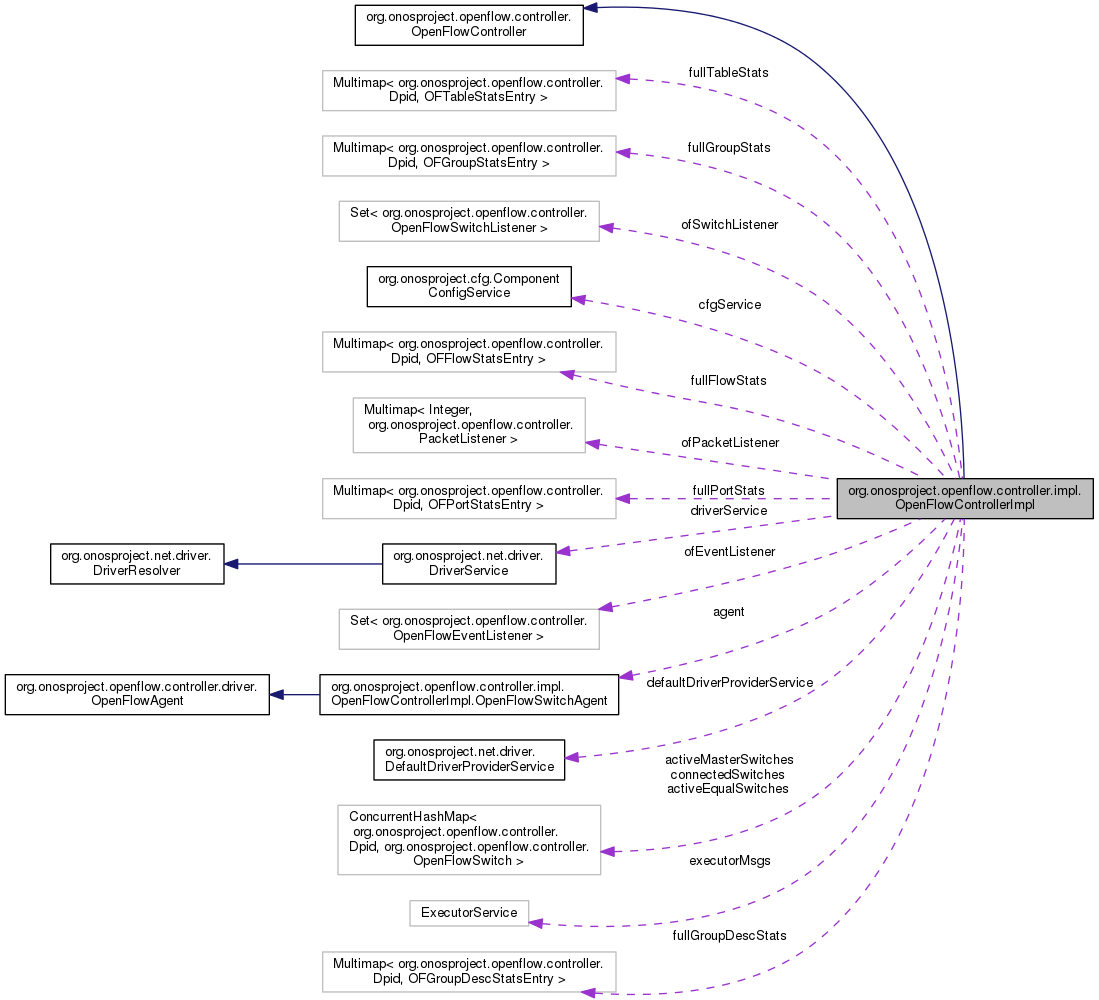 org.onosproject.openflow.controller.
OpenFlowController
fullTableStats
Multimap< org.onosproject.openflow.controller.
Dpid, OFTableStatsEntry >
fullGroupStats
Multimap< org.onosproject.openflow.controller.
Dpid, OFGroupStatsEntry >
ofSwitchListener
Set< org.onosproject.openflow.controller.
OpenFlowSwitchListener >
cfgService
org.onosproject.cfg.Component
ConfigService
fullFlowStats
Multimap< org.onosproject.openflow.controller.
Dpid, OFFlowStatsEntry >
ofPacketListener
Multimap< Integer,
org.onosproject.openflow.controller.
PacketListener >
fullPortStats
Multimap< org.onosproject.openflow.controller.
Dpid, OFPortStatsEntry >
org.onosproject.openflow.controller.impl.
OpenFlowControllerImpl
driverService
org.onosproject.net.driver.
DriverResolver
org.onosproject.net.driver.
DriverService
ofEventListener
Set< org.onosproject.openflow.controller.
OpenFlowEventListener >
agent
org.onosproject.openflow.controller.driver.
OpenFlowAgent
org.onosproject.openflow.controller.impl.
OpenFlowControllerImpl.OpenFlowSwitchAgent
defaultDriverProviderService
org.onosproject.net.driver.
DefaultDriverProviderService
activeMasterSwitches
connectedSwitches
activeEqualSwitches
ConcurrentHashMap<
org.onosproject.openflow.controller.
Dpid, org.onosproject.openflow.controller.
OpenFlowSwitch >
executorMsgs
ExecutorService
fullGroupDescStats
Multimap< org.onosproject.openflow.controller.
Dpid, OFGroupDescStatsEntry >